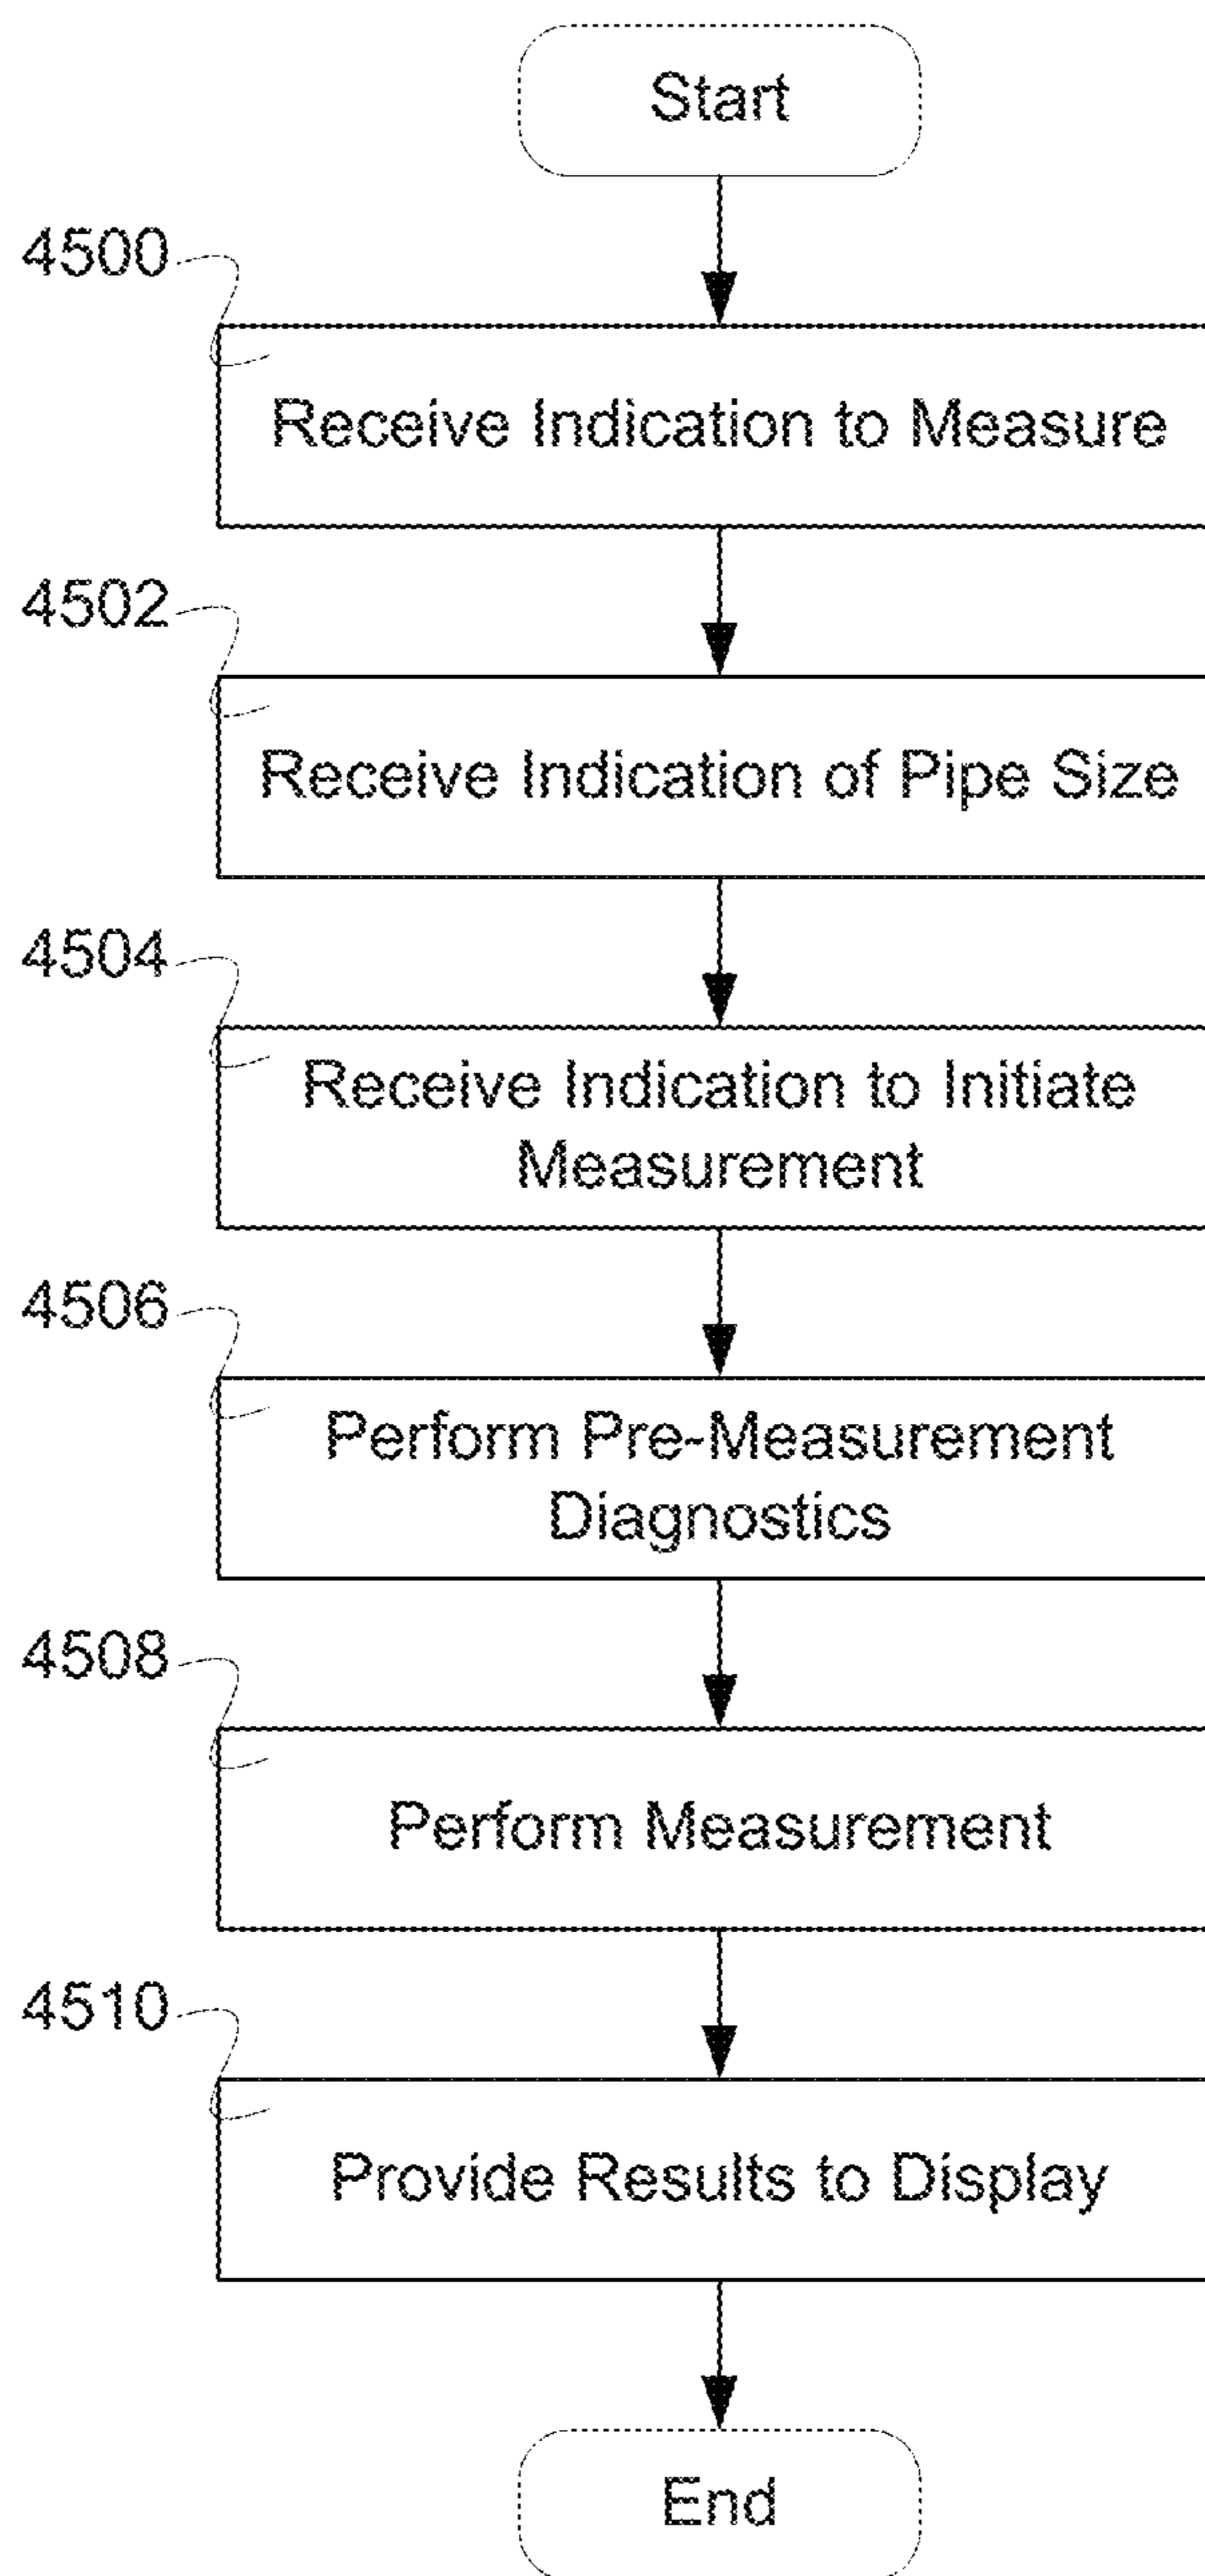 Start
4500
Receive Indication to Measure
4502
Receive Indication of Pipe Size
4504
Receive Indication to Initiate
Measurement
4506
Perform Pre-Measurement
Diagnostics
4508
Perform Measurement
4510
Provide Results to Display
End